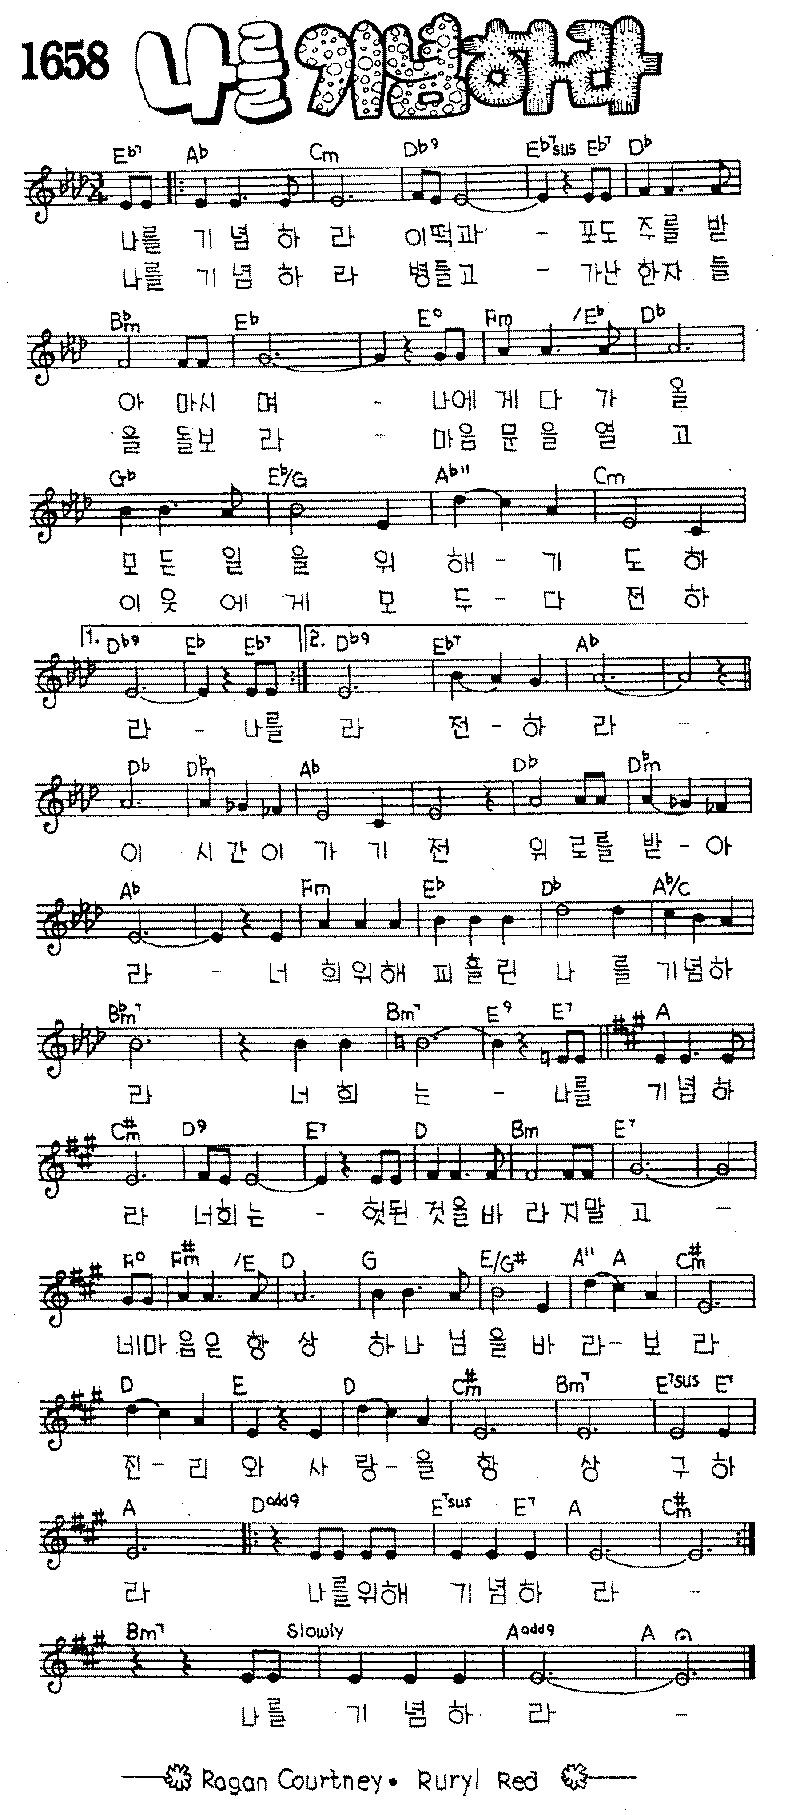 1658 나를 기념하라
Eb7 Ab Cm Db9 Eb7sus Eb7 Db
나를 기 념 하 라 이떡과 - 포도 주를 받
나를 기 념 하 라 병들고 - 가난 한자 들
Bbm Eb E° Fm /Eb Db
아 마시 며 - 나에 게 다 가 올
을 돌보 라 - 마음 문 을 열 고
Gb Eb/G Ab11 Cm
모 든 일 을 위 해 - 기 도 하
이 웃 에 게 모 두 - 다 전 하
1. Db9 Eb Eb7 2. Db9 Eb7 Ab
라 - 나를 라 전 - 하 라 -
Db Dbm Ab Db Dbm
이 시 간 이 가 기 전 위 로를 받 - 아
Ab Fm Eb Db Ab/C
라 - 너 희 위 해 피 흘 린 나 를 기념하
Bbm7 Bm7 E9 E7 A
라 너 희 는 - 나를 기 념 하
C#m D9 E7 D Bm E7
라 너희는 - 헛된 것을 바 라 지말 고 -
F° F#m /E D G E/G# A11 A C#m
네마 음은 항 상 하 나 님 을 바 라 - 보 라
D E D C#m Bm7 E7sus E7
진 - 리 와 사 랑 - 을 항 상 구 하
A Dadd9 E7sus E7 A C#m
라 나를위해 기 념 하 라 -
Bm7 Slowly Aadd9 A
나를 기 념 하 라 -
Ragan Courtney • Ruryl Red